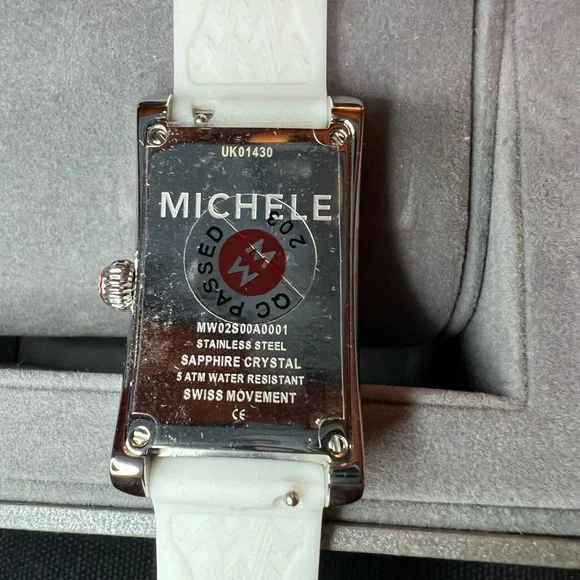 UK01430
MICHELE
QC PASSED
203
MW02S00A0001
STAINLESS STEEL
SAPPHIRE CRYSTAL
5 ATM WATER RESISTANT
SWISS MOVEMENT
CE